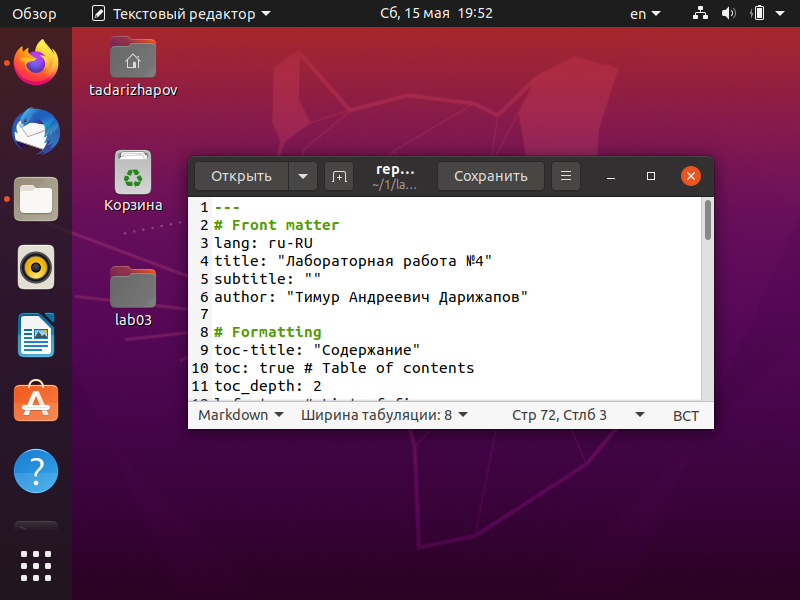 Обзор
Текстовый редактор
Сб, 15 мая 19:52
en
tadarizhapov
Корзина
lab03
Открыть
rep…
~/1/la…
Сохранить
1 ---
2 # Front matter
3 lang: ru-RU
4 title: "Лабораторная работа №4"
5 subtitle: ""
6 author: "Тимур Андреевич Дарижапов"
7
8 # Formatting
9 toc-title: "Содержание"
10 toc: true # Table of contents
11 toc_depth: 2
Markdown
Ширина табуляции: 8
Стр 72, Стлб 3
ВСТ